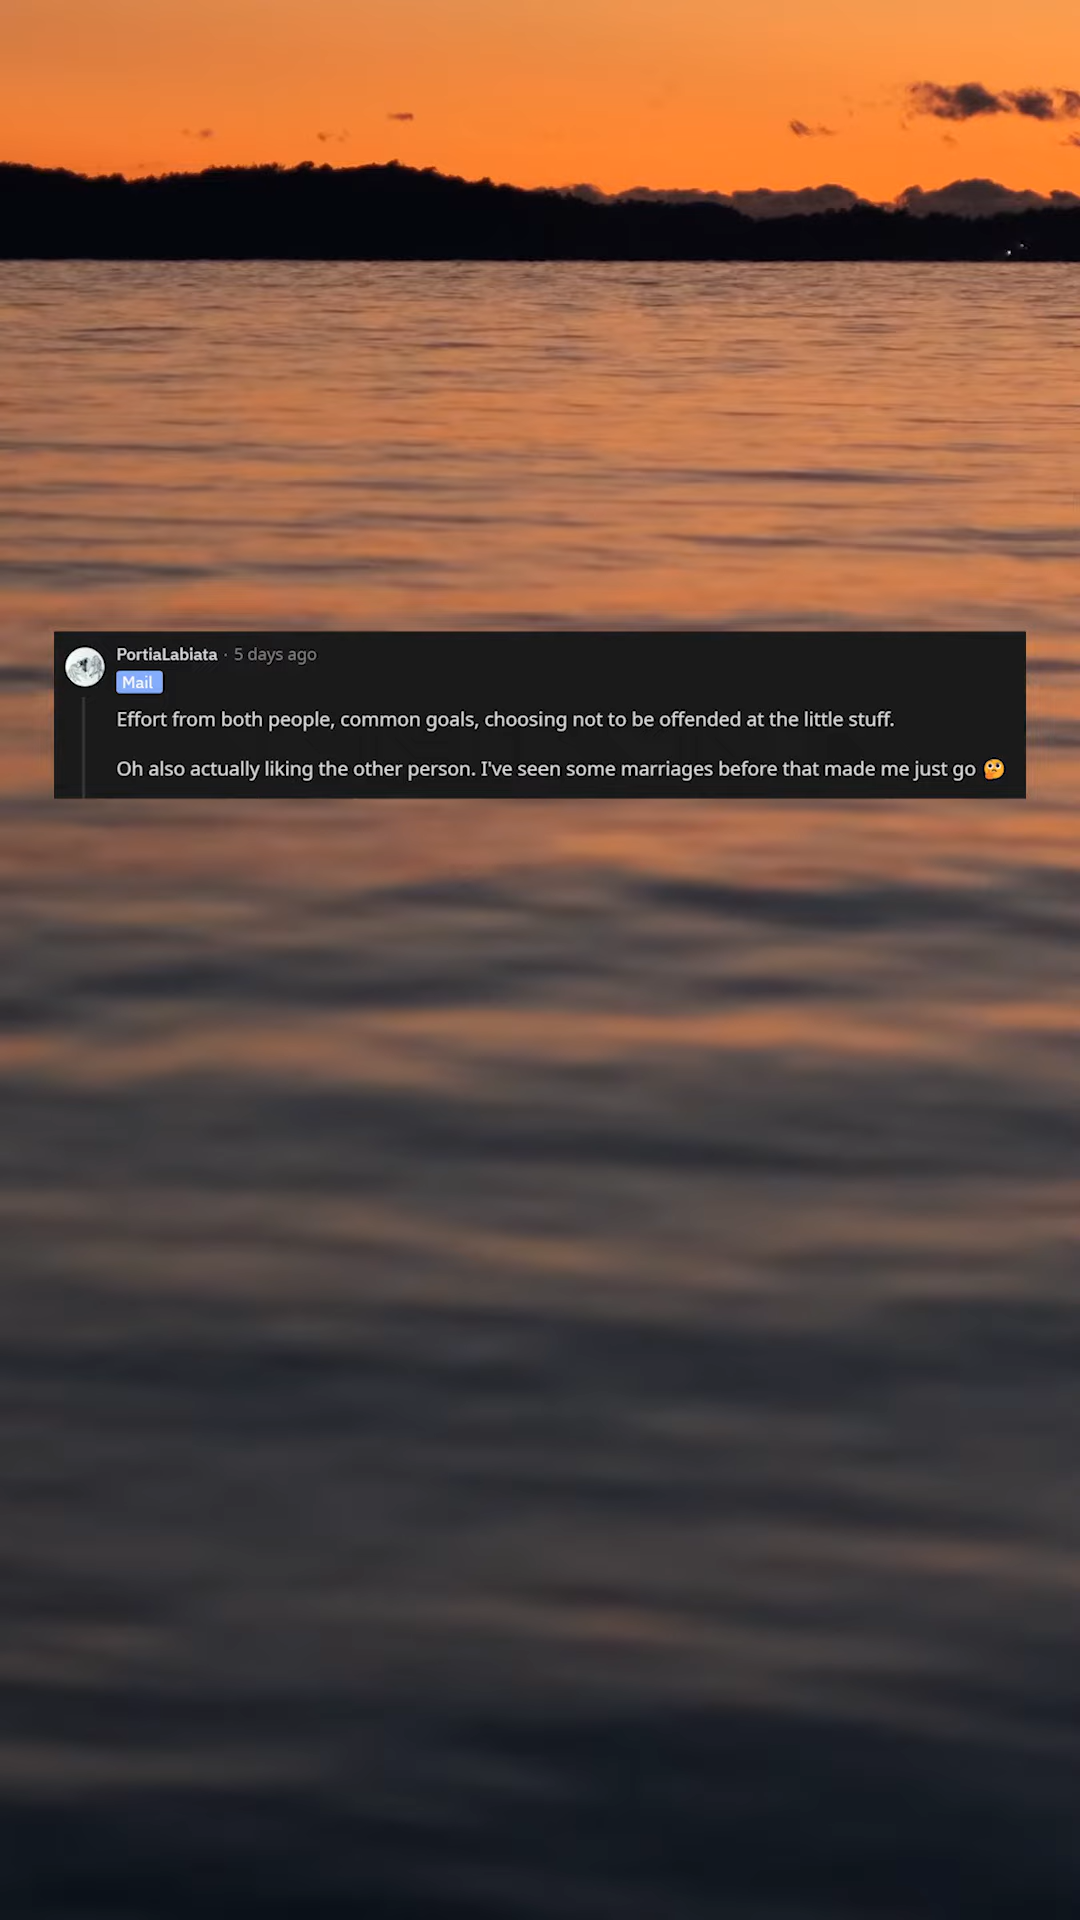 PortiaLabiata · 5 days ago
Mail
Effort from both people, common goals, choosing not to be offended at the little stuff.
Oh also actually liking the other person. I've seen some marriages before that made me just go 🤔